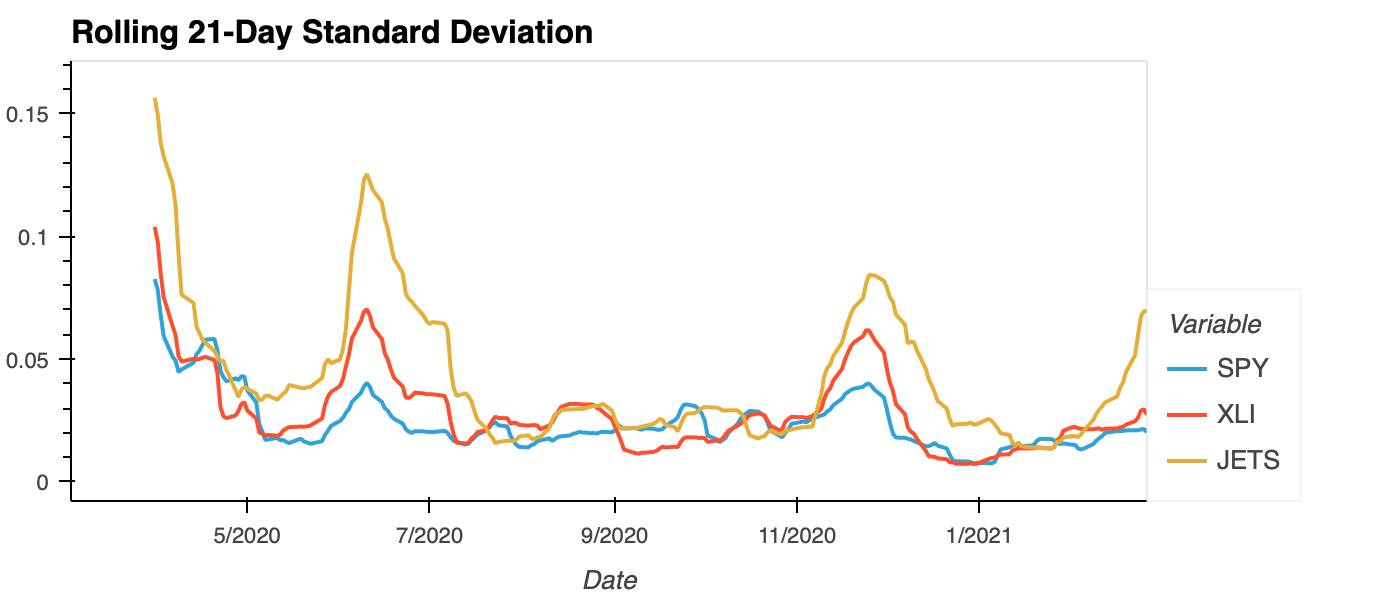 Rolling 21-Day Standard Deviation
0.15
0.1
0.05
0
5/2020
7/2020
9/2020
11/2020
1/2021
Date
Variable
SPY
XLI
JETS